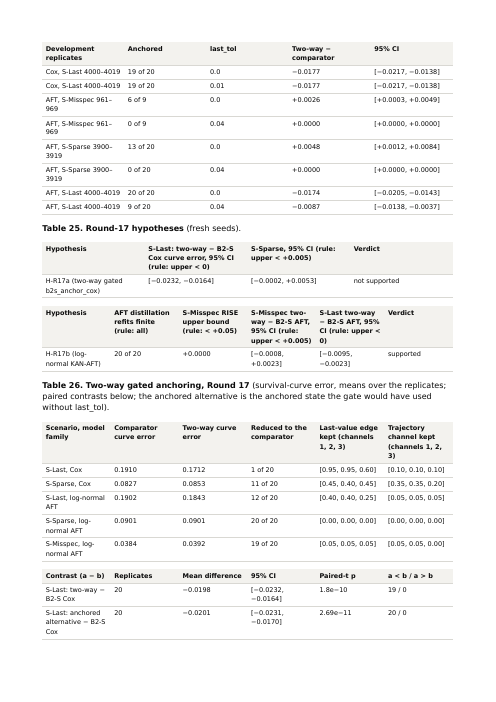 Development replicates | Anchored | last_tol | Two-way − comparator | 95% CI
Cox, S-Last 4000–4019 | 19 of 20 | 0.0 | −0.0177 | [−0.0217, −0.0138]
Cox, S-Last 4000–4019 | 19 of 20 | 0.01 | −0.0177 | [−0.0217, −0.0138]
AFT, S-Misspec 961–969 | 6 of 9 | 0.0 | +0.0026 | [+0.0003, +0.0049]
AFT, S-Misspec 961–969 | 0 of 9 | 0.04 | +0.0000 | [+0.0000, +0.0000]
AFT, S-Sparse 3900–3919 | 13 of 20 | 0.0 | +0.0048 | [+0.0012, +0.0084]
AFT, S-Sparse 3900–3919 | 0 of 20 | 0.04 | +0.0000 | [+0.0000, +0.0000]
AFT, S-Last 4000–4019 | 20 of 20 | 0.0 | −0.0174 | [−0.0205, −0.0143]
AFT, S-Last 4000–4019 | 9 of 20 | 0.04 | −0.0087 | [−0.0138, −0.0037]
Table 25. Round-17 hypotheses (fresh seeds).
Hypothesis | S-Last: two-way − B2-S Cox curve error, 95% CI (rule: upper < 0) | S-Sparse, 95% CI (rule: upper < +0.005) | Verdict
H-R17a (two-way gated b2s_anchor_cox) | [−0.0232, −0.0164] | [−0.0002, +0.0053] | not supported
Hypothesis | AFT distillation refits finite (rule: all) | S-Misspec RISE upper bound (rule: < +0.05) | S-Misspec two-way − B2-S AFT, 95% CI (rule: upper < +0.005) | S-Last two-way − B2-S AFT, 95% CI (rule: upper < 0) | Verdict
H-R17b (log-normal KAN-AFT) | 20 of 20 | +0.0000 | [−0.0008, +0.0023] | [−0.0095, −0.0023] | supported
Table 26. Two-way gated anchoring, Round 17 (survival-curve error, means over the replicates;
paired contrasts below; the anchored alternative is the anchored state the gate would have used
without last_tol).
Scenario, model family | Comparator curve error | Two-way curve error | Reduced to the comparator | Last-value edge kept (channels 1, 2, 3) | Trajectory channel kept (channels 1, 2, 3)
S-Last, Cox | 0.1910 | 0.1712 | 1 of 20 | [0.95, 0.95, 0.60] | [0.10, 0.10, 0.10]
S-Sparse, Cox | 0.0827 | 0.0853 | 11 of 20 | [0.45, 0.40, 0.45] | [0.35, 0.35, 0.20]
S-Last, log-normal AFT | 0.1902 | 0.1843 | 12 of 20 | [0.40, 0.40, 0.25] | [0.05, 0.05, 0.05]
S-Sparse, log-normal AFT | 0.0901 | 0.0901 | 20 of 20 | [0.00, 0.00, 0.00] | [0.00, 0.00, 0.00]
S-Misspec, log-normal AFT | 0.0384 | 0.0392 | 19 of 20 | [0.05, 0.05, 0.05] | [0.05, 0.05, 0.00]
Contrast (a − b) | Replicates | Mean difference | 95% CI | Paired-t p | a < b / a > b
S-Last: two-way − B2-S Cox | 20 | −0.0198 | [−0.0232, −0.0164] | 1.8e−10 | 19 / 0
S-Last: anchored alternative − B2-S Cox | 20 | −0.0201 | [−0.0231, −0.0170] | 2.69e−11 | 20 / 0